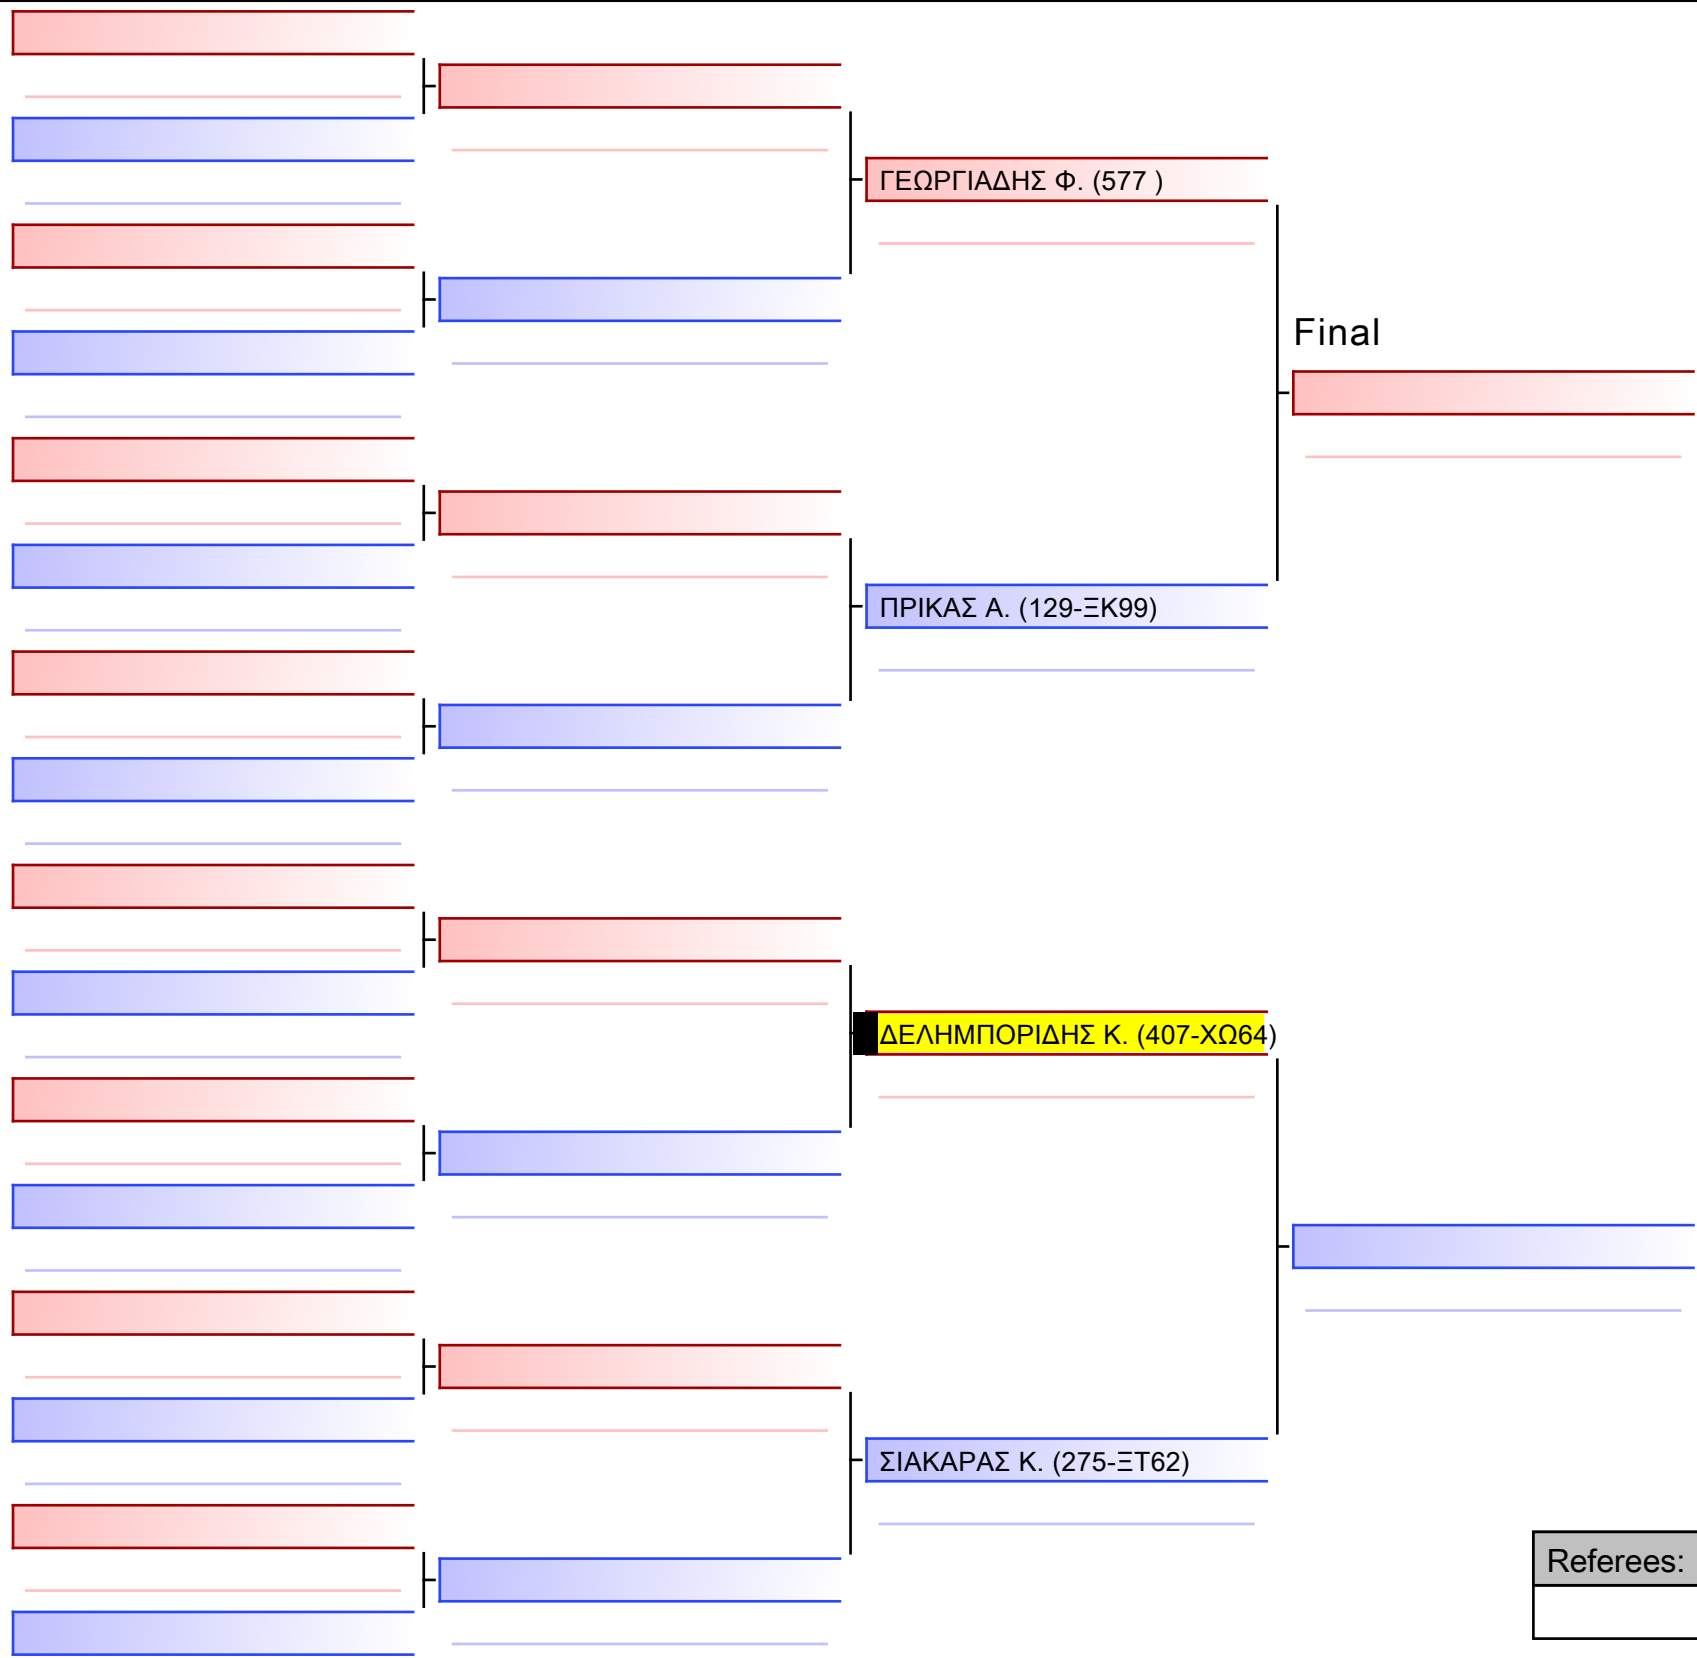 ΓΕΩΡΓΙΑΔΗΣ Φ. (577 )
Final
ΠΡΙΚΑΣ Α. (129-ΞΚ99)
ΔΕΛΗΜΠΟΡΙΔΗΣ Κ. (407-ΧΩ64)
ΣΙΑΚΑΡΑΣ Κ. (275-ΞΤ62)
Referees: